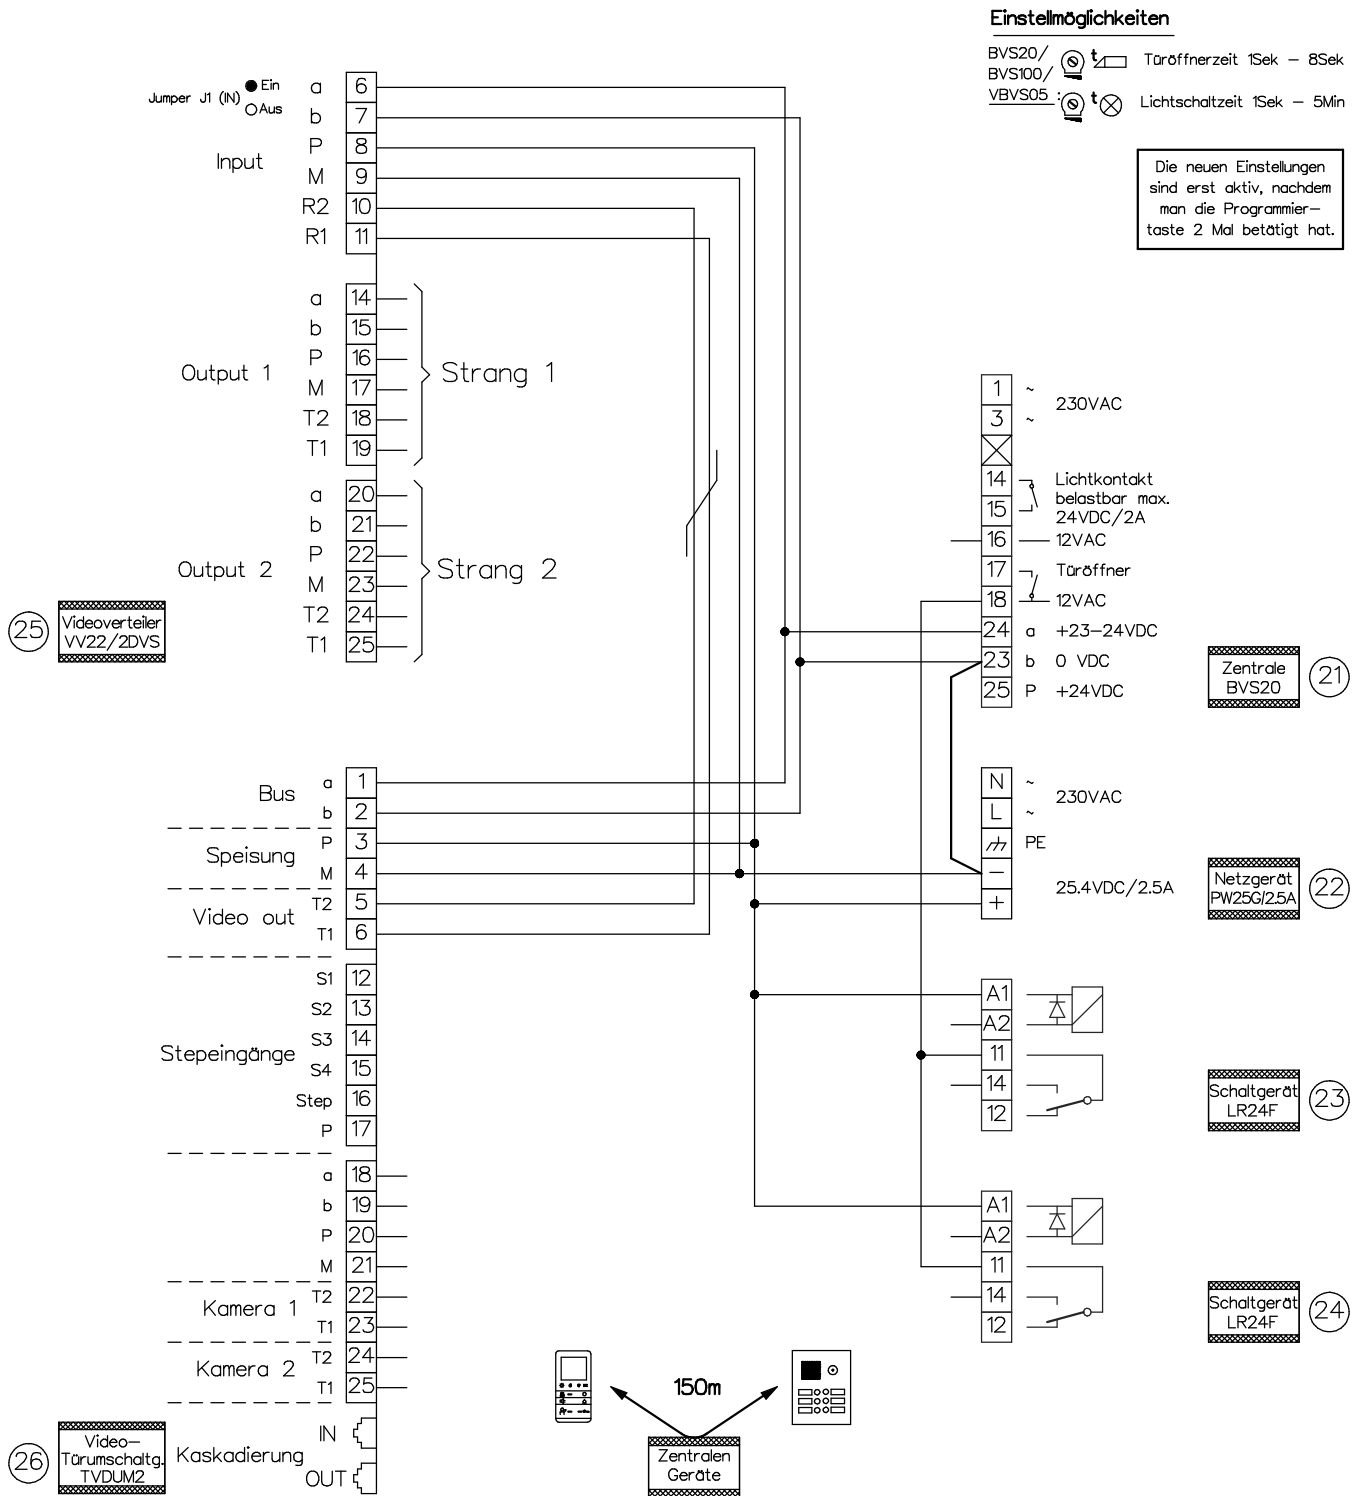 Einstellmöglichkeiten
BVS20/
BVS100/
VBVS05 :
t Türöffnerzeit 1Sek – 8Sek
t Lichtschaltzeit 1Sek – 5Min
Die neuen Einstellungen
sind erst aktiv, nachdem
man die Programmier–
taste 2 Mal betätigt hat.
Jumper J1 (IN)
Ein
Aus
Input
a 6
b 7
P 8
M 9
R2 10
R1 11
Output 1
a 14
b 15
P 16
M 17
T2 18
T1 19
Strang 1
Output 2
a 20
b 21
P 22
M 23
T2 24
T1 25
Strang 2
25
Videoverteiler
VV22/2DVS
Bus
a 1
b 2
Speisung
P 3
M 4
Video out
T2 5
T1 6
Stepeingänge
S1 12
S2 13
S3 14
S4 15
Step 16
P 17
a 18
b 19
P 20
M 21
Kamera 1
T2 22
T1 23
Kamera 2
T2 24
T1 25
Kaskadierung
IN
OUT
26
Video–
Türumschaltg.
TVDUM2
1 ~
3 ~
230VAC
14
15
Lichtkontakt
belastbar max.
24VDC/2A
16 12VAC
17 Türöffner
18 12VAC
24 a +23–24VDC
23 b 0 VDC
25 P +24VDC
Zentrale
BVS20
21
N ~
L ~
230VAC
PE
–
+
25.4VDC/2.5A
Netzgerät
PW25G/2.5A
22
A1
A2
11
14
12
Schaltgerät
LR24F
23
A1
A2
11
14
12
Schaltgerät
LR24F
24
150m
Zentralen
Geräte